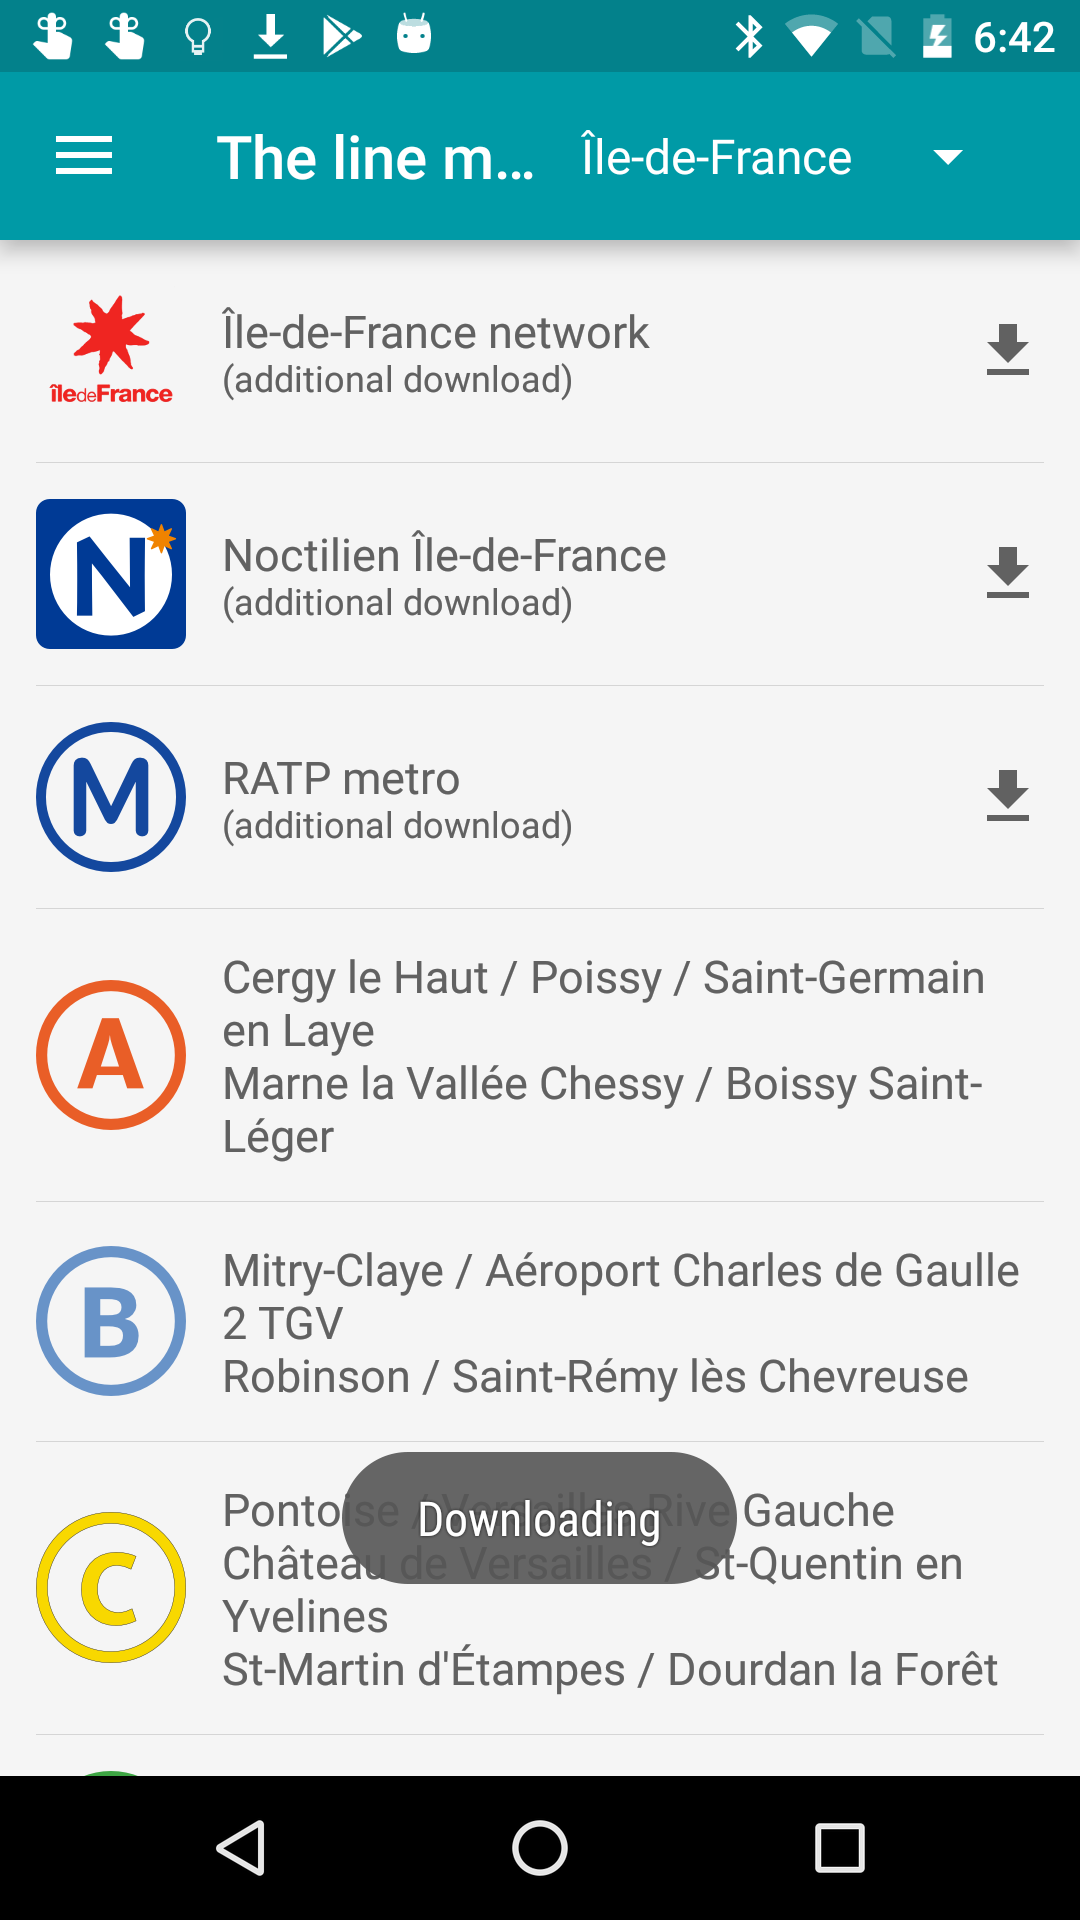 6:42
The line m... Île-de-France
îledeFrance
Île-de-France network
(additional download)
N
Noctilien Île-de-France
(additional download)
M
RATP metro
(additional download)
A
Cergy le Haut / Poissy / Saint-Germain
en Laye
Marne la Vallée Chessy / Boissy Saint-
Léger
B
Mitry-Claye / Aéroport Charles de Gaulle
2 TGV
Robinson / Saint-Rémy lès Chevreuse
C
Pontoise / Versailles Rive Gauche
Downloading
Château de Versailles / St-Quentin en
Yvelines
St-Martin d'Étampes / Dourdan la Forêt